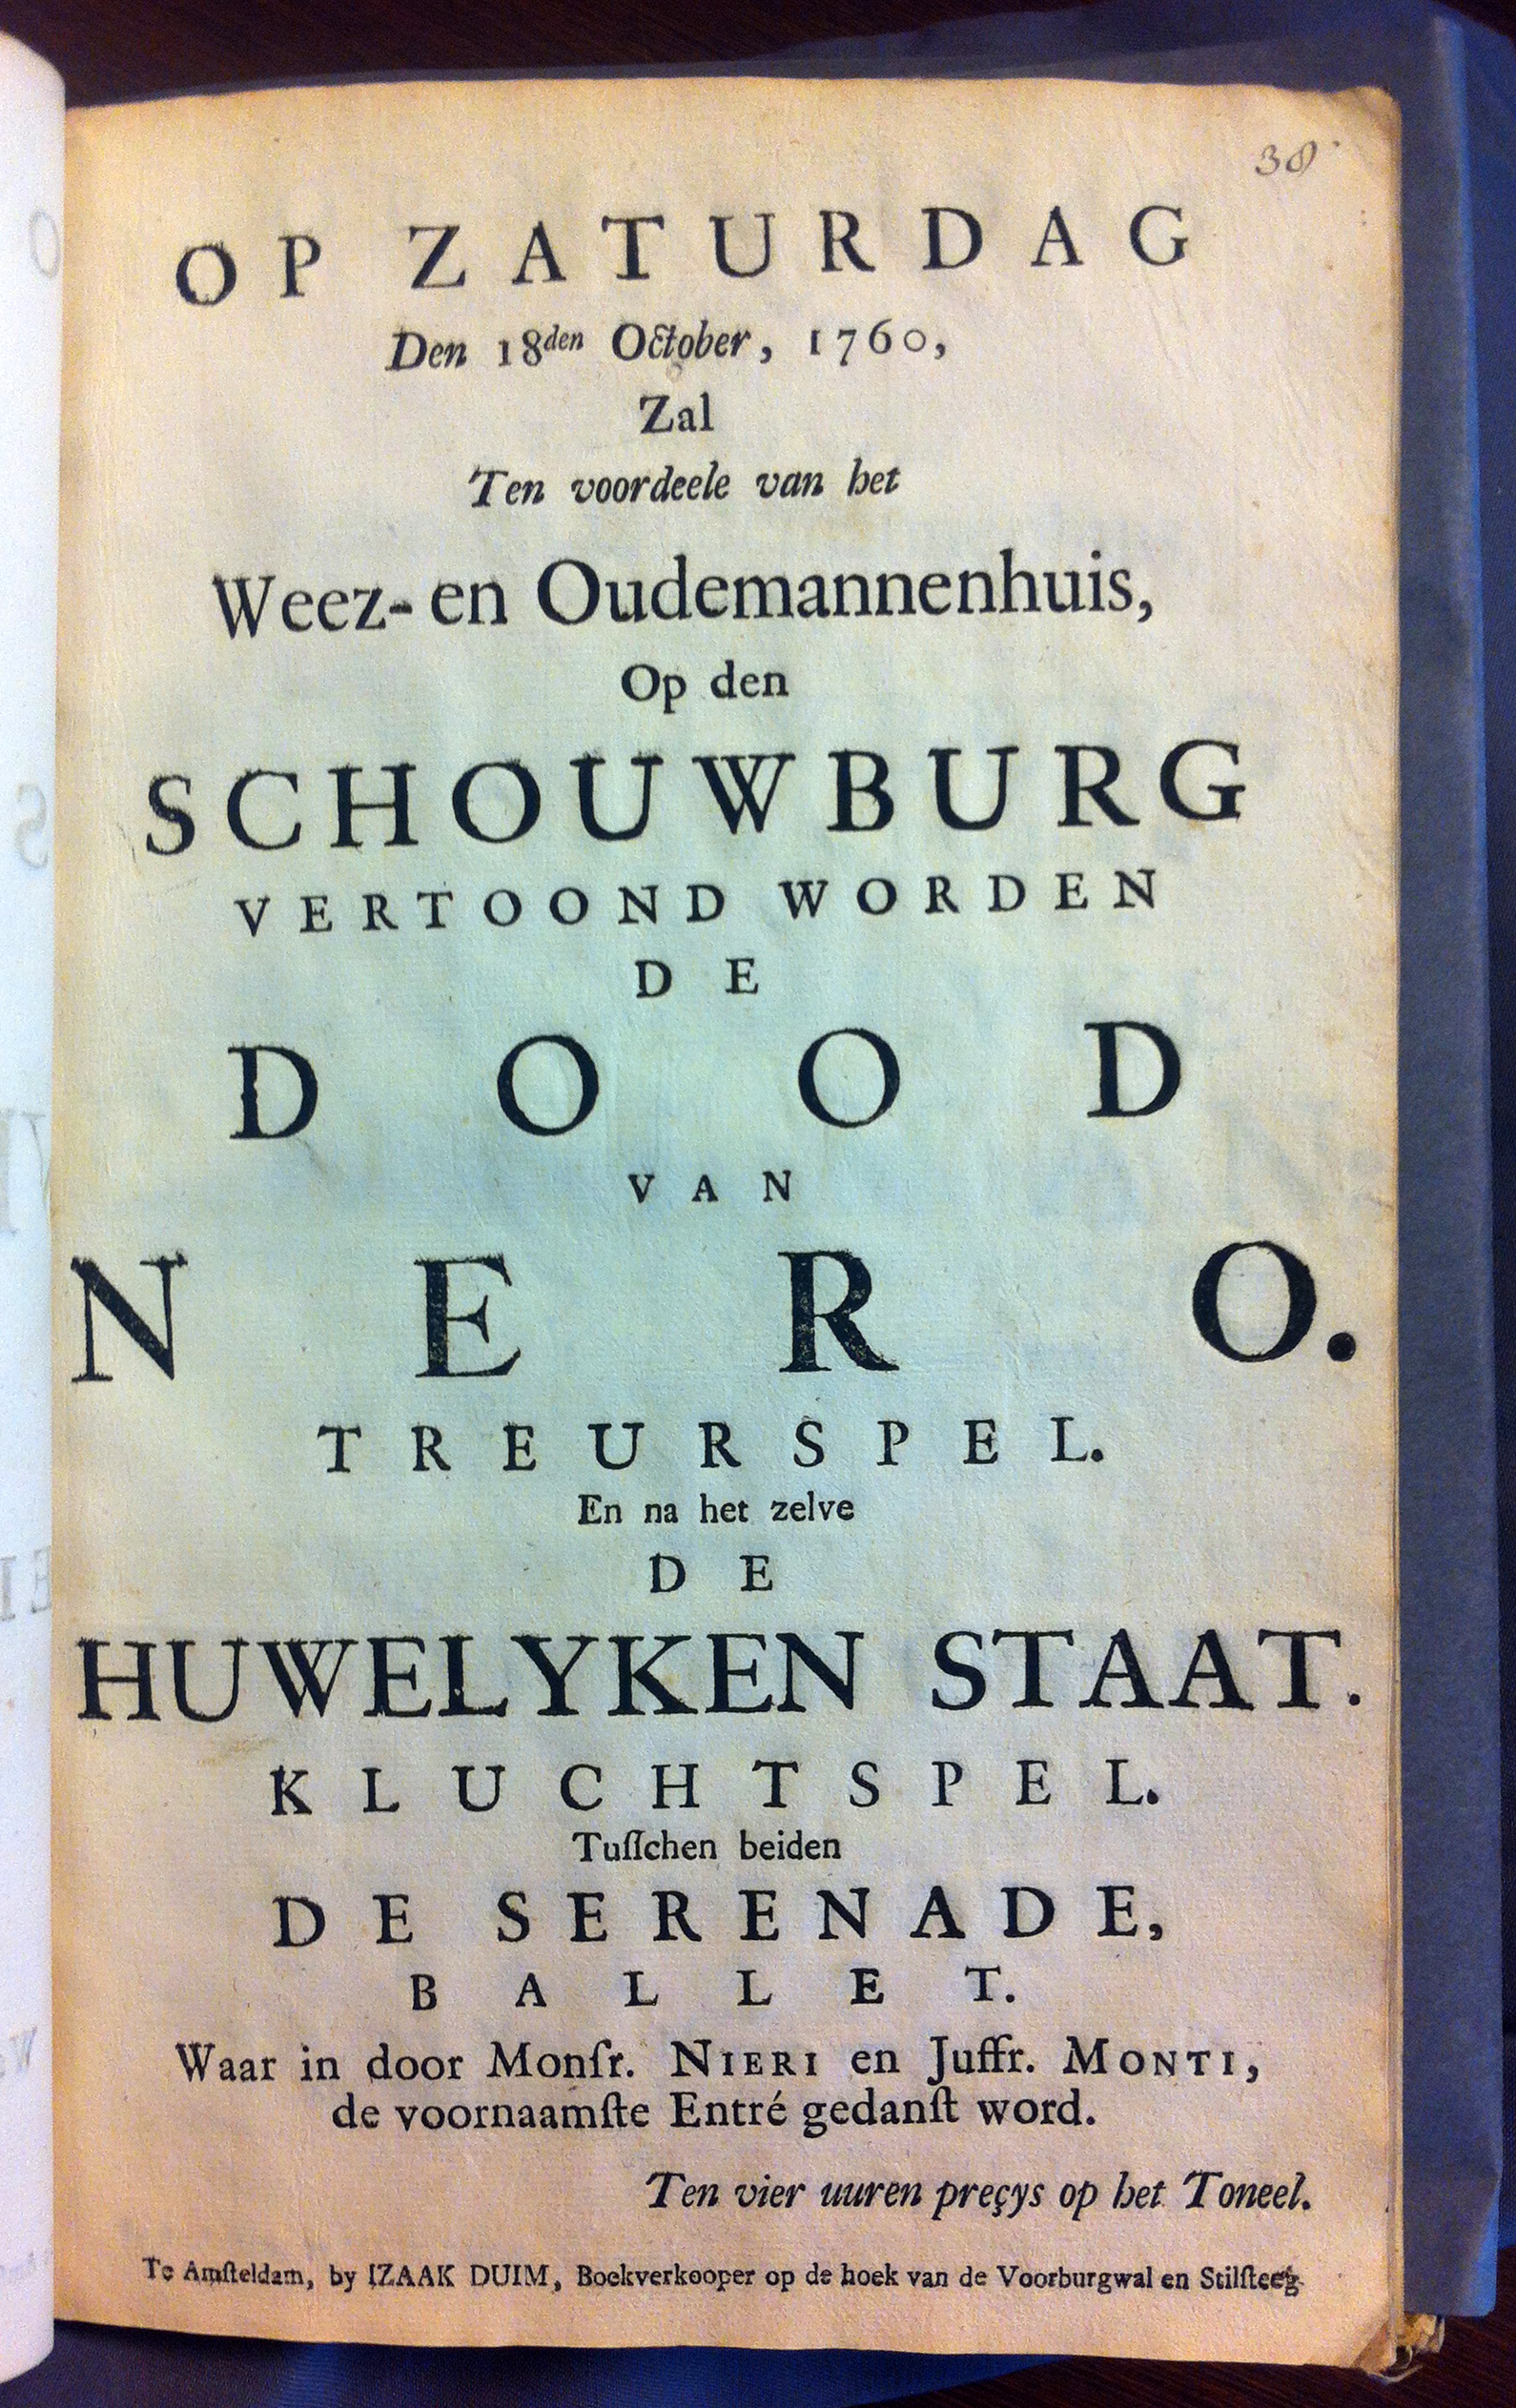 38
OP ZATURDAG
Den 18den October, 1760,
Zal
Ten voordeele van het
Weez- en Oudemannenhuis,
Op den
SCHOUWBURG
VERTOOND WORDEN
DE
DOOD
VAN
NERO.
TREURSPEL.
En na het zelve
DE
HUWELYKEN STAAT.
KLUCHTSPEL.
Tuſſchen beiden
DE SERENADE,
BALLET.
Waar in door Monſr. NIERI en Juffr. MONTI,
de voornaamſte Entré gedanſt word.
Ten vier uuren preçys op het Toneel.
Te Amſteldam, by IZAAK DUIM, Boekverkooper op de hoek van de Voorburgwal en Stilſteeg